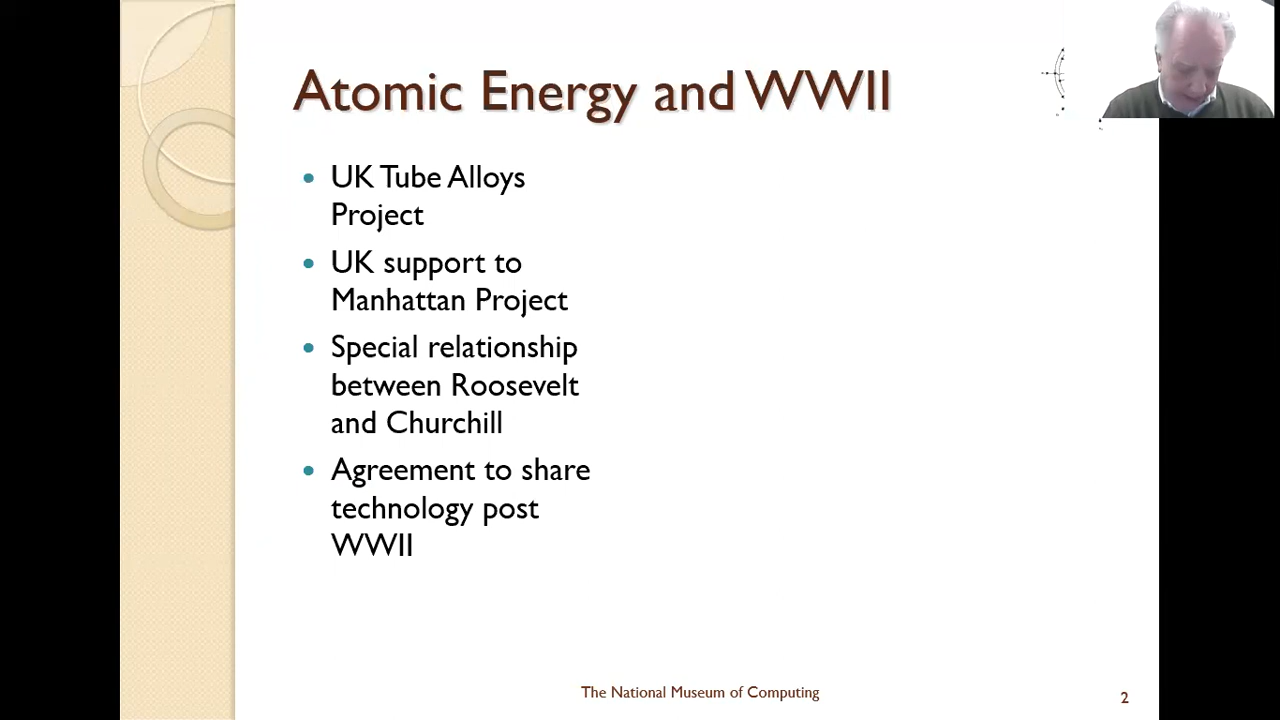 Atomic Energy and WWII
UK Tube Alloys
Project
UK support to
Manhattan Project
Special relationship
between Roosevelt
and Churchill
Agreement to share
technology post
WWII
The National Museum of Computing
2